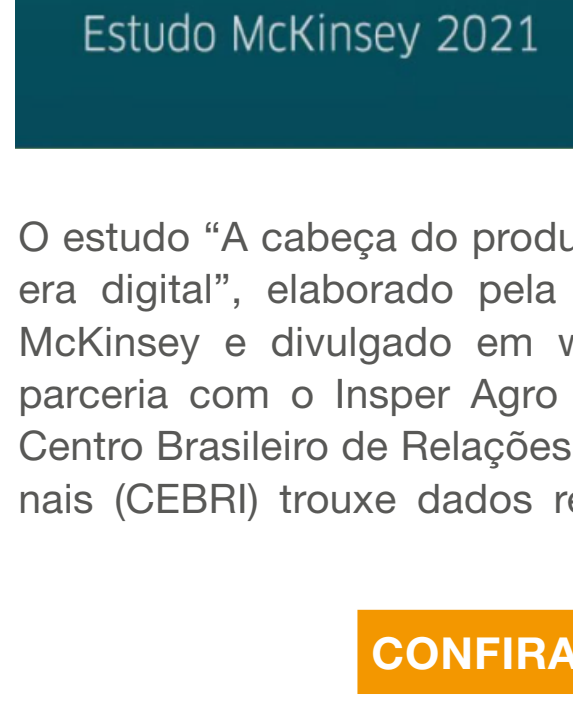 Estudo McKinsey 2021
O estudo “A cabeça do produ
era digital”, elaborado pela
McKinsey e divulgado em w
parceria com o Insper Agro
Centro Brasileiro de Relações
nais (CEBRI) trouxe dados re
CONFIRA